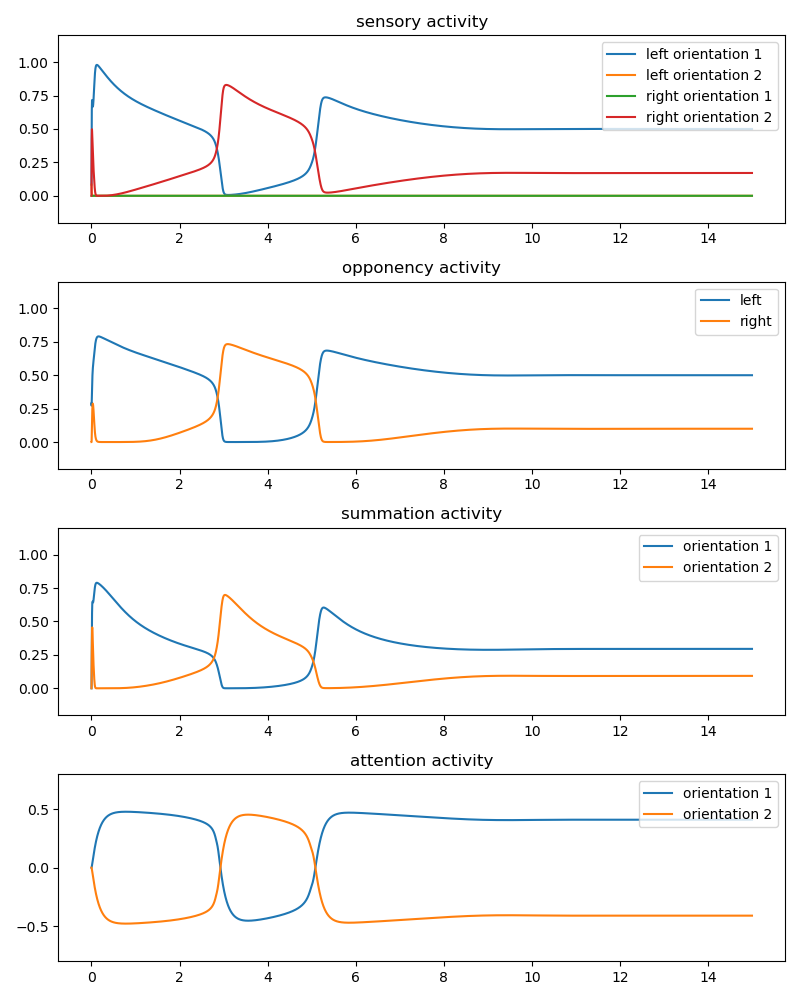 sensory activity
1.00
0.75
0.50
0.25
0.00
left orientation 1
left orientation 2
right orientation 1
right orientation 2
0 2 4 6 8 10 12 14
opponency activity
1.00
0.75
0.50
0.25
0.00
left
right
0 2 4 6 8 10 12 14
summation activity
1.00
0.75
0.50
0.25
0.00
orientation 1
orientation 2
0 2 4 6 8 10 12 14
attention activity
0.5
0.0
−0.5
orientation 1
orientation 2
0 2 4 6 8 10 12 14